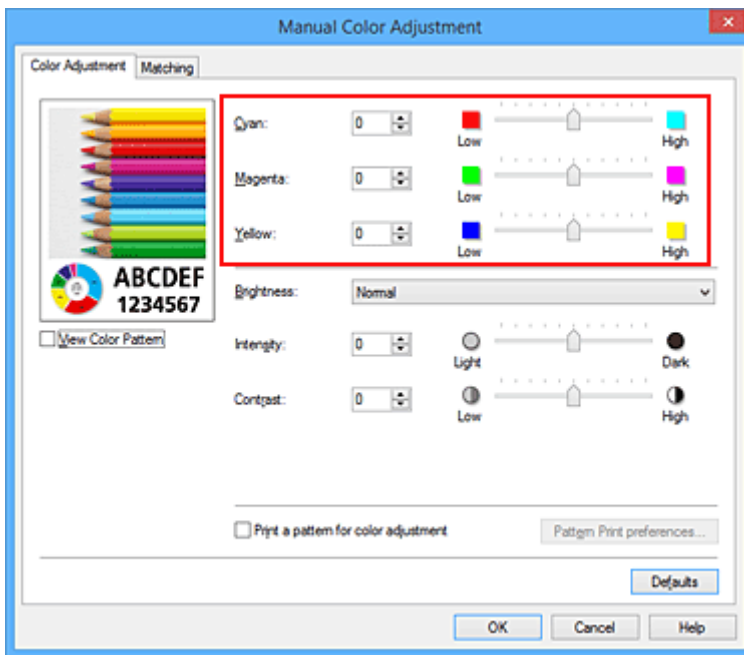 Manual Color Adjustment
Color Adjustment Matching
Cyan: 0 Low High
Magenta: 0 Low High
Yellow: 0 Low High
ABCDEF
1234567
View Color Pattern
Brightness: Normal
Intensity: 0 Light Dark
Contrast: 0 Low High
Print a pattern for color adjustment Pattern Print preferences...
Defaults
OK Cancel Help